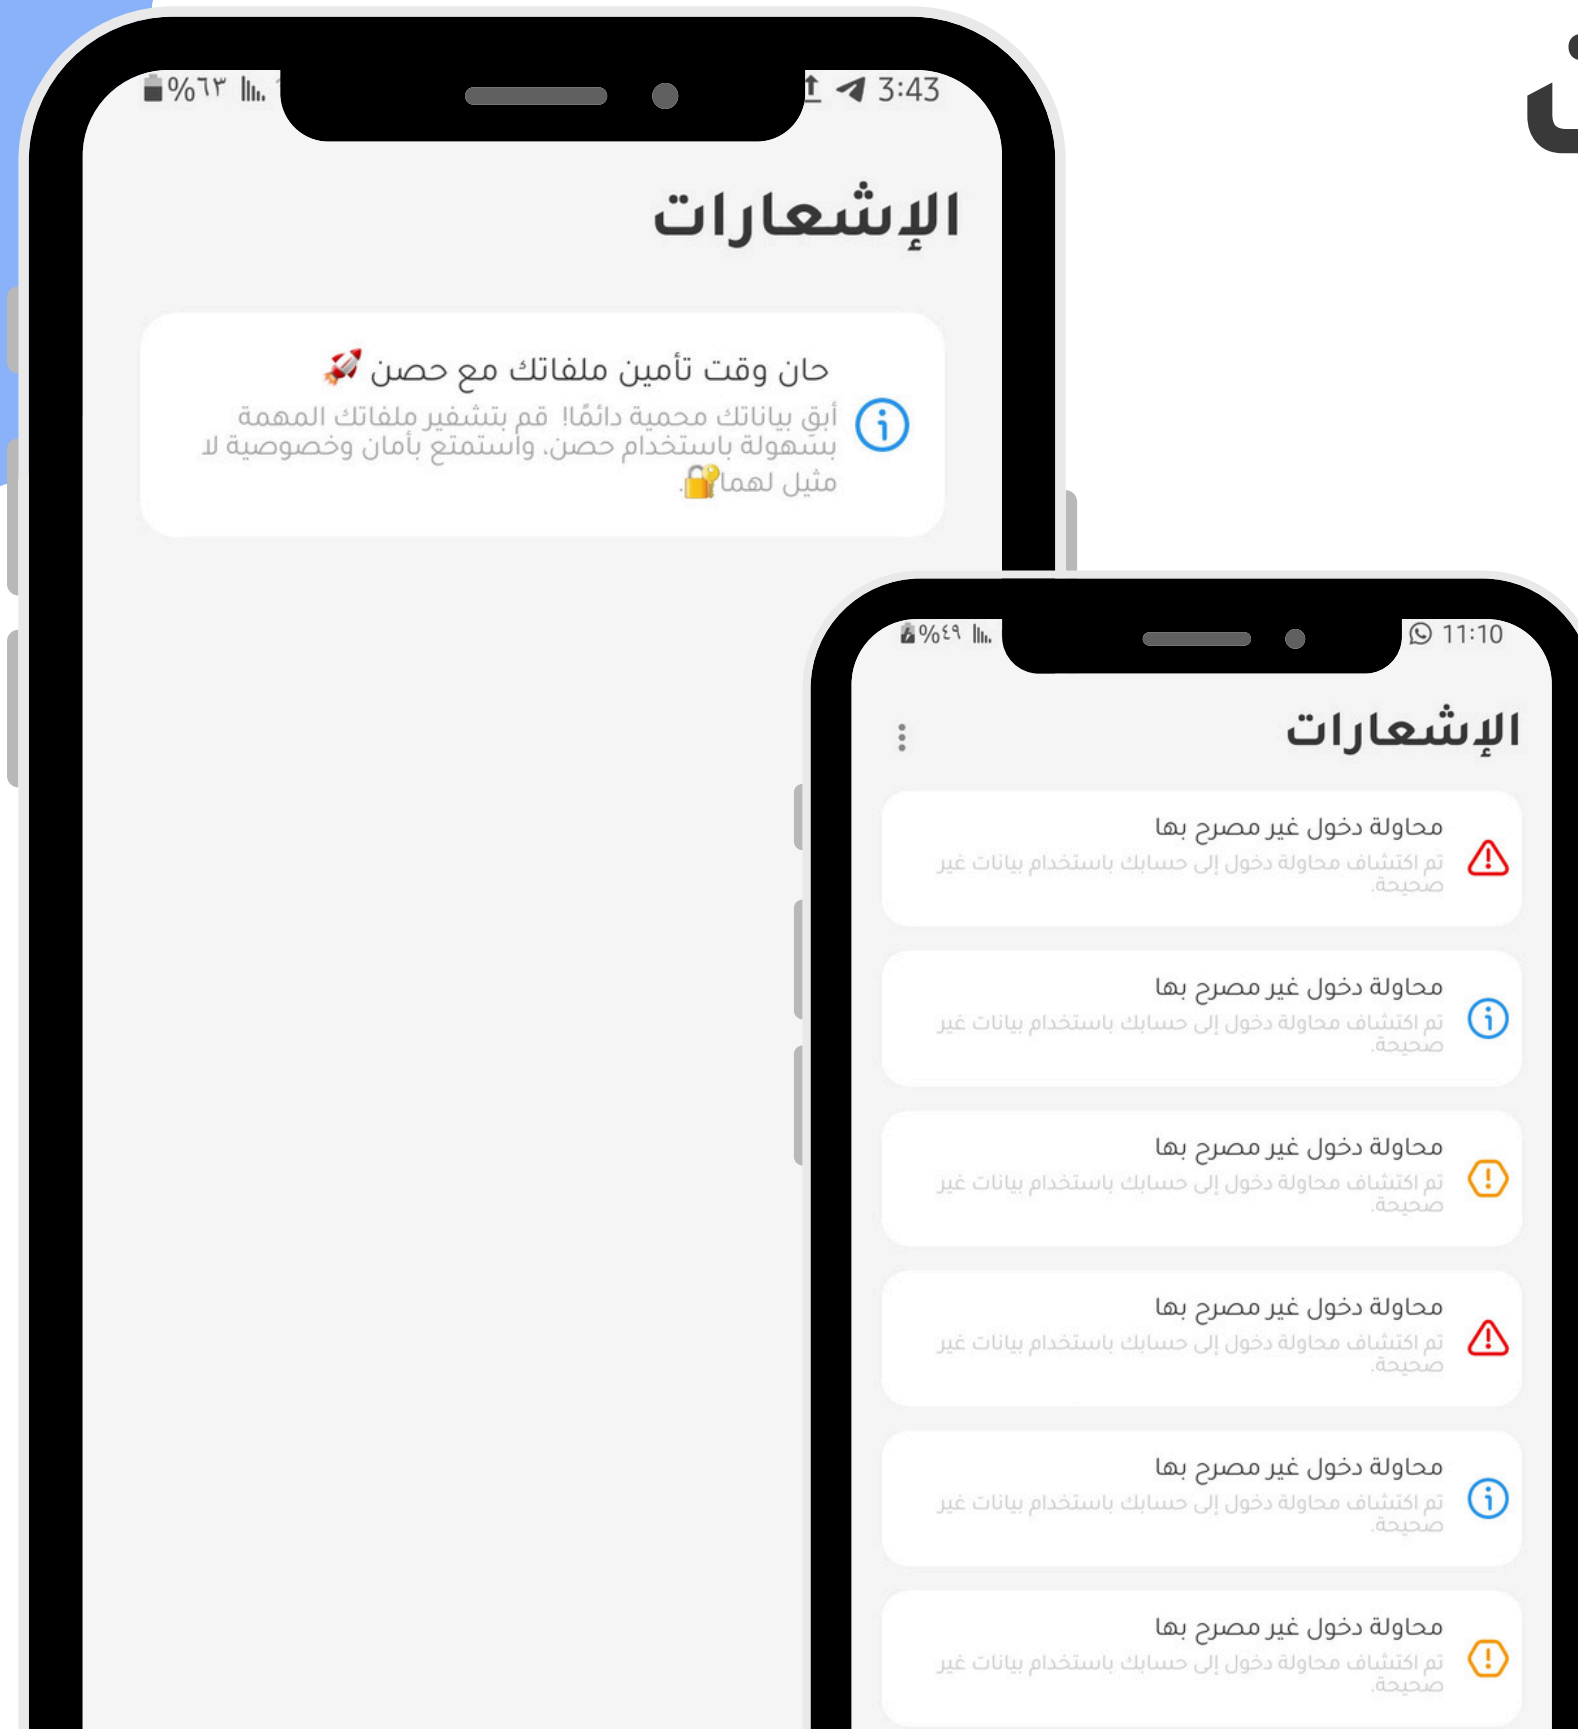 3:43
%٦٣
الإشعارات
حان وقت تأمين ملفاتك مع حصن 🚀
أبقِ بياناتك محمية دائمًا! قم بتشفير ملفاتك المهمة
بسهولة باستخدام حصن، واستمتع بأمان وخصوصية لا
مثيل لهما🔐.
11:10
%٤٩
الإشعارات
محاولة دخول غير مصرح بها
تم اكتشاف محاولة دخول إلى حسابك باستخدام بيانات غير
صحيحة.
محاولة دخول غير مصرح بها
تم اكتشاف محاولة دخول إلى حسابك باستخدام بيانات غير
صحيحة.
محاولة دخول غير مصرح بها
تم اكتشاف محاولة دخول إلى حسابك باستخدام بيانات غير
صحيحة.
محاولة دخول غير مصرح بها
تم اكتشاف محاولة دخول إلى حسابك باستخدام بيانات غير
صحيحة.
محاولة دخول غير مصرح بها
تم اكتشاف محاولة دخول إلى حسابك باستخدام بيانات غير
صحيحة.
محاولة دخول غير مصرح بها
تم اكتشاف محاولة دخول إلى حسابك باستخدام بيانات غير
صحيحة.